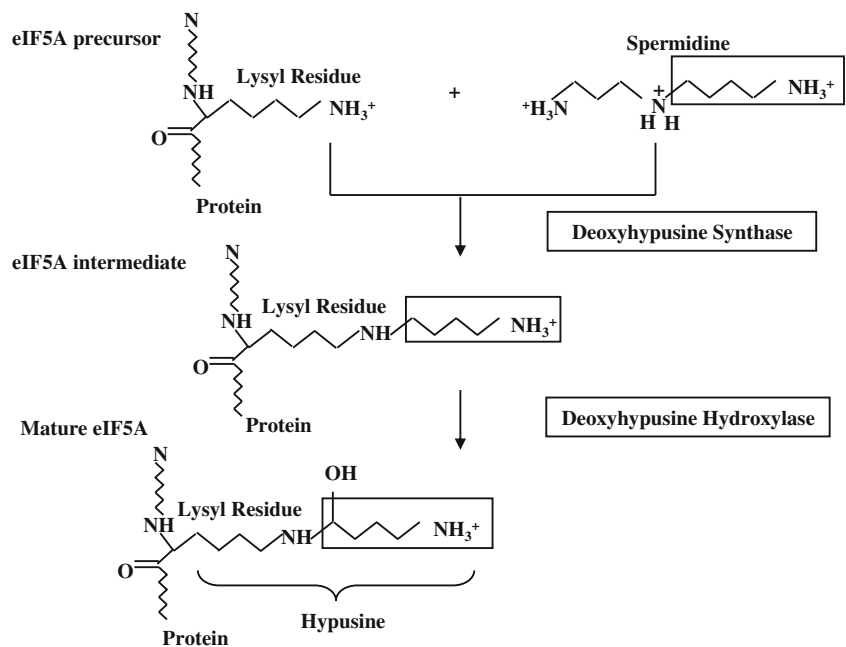 eIF5A precursor
N
NH
Lysyl Residue
NH₃⁺
O
Protein
+
Spermidine
⁺H₃N
+
N
H H
NH₃⁺
Deoxyhypusine Synthase
eIF5A intermediate
N
NH
Lysyl Residue
NH
NH₃⁺
O
Protein
Deoxyhypusine Hydroxylase
Mature eIF5A
N
OH
NH
Lysyl Residue
NH
NH₃⁺
O
Hypusine
Protein